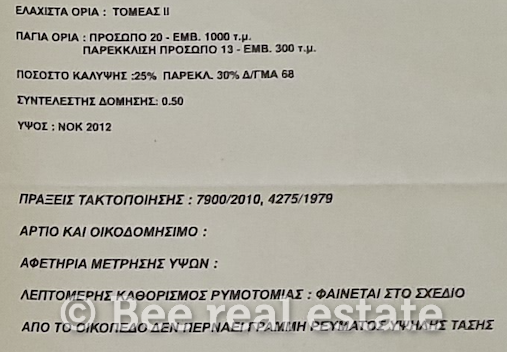 ΕΛΑΧΙΣΤΑ ΟΡΙΑ : ΤΟΜΕΑΣ ΙΙ
ΠΑΓΙΑ ΟΡΙΑ : ΠΡΟΣΩΠΟ 20 - ΕΜΒ. 1000 τ.μ.
ΠΑΡΕΚΚΛΙΣΗ ΠΡΟΣΩΠΟ 13 - ΕΜΒ. 300 τ.μ.
ΠΟΣΟΣΤΟ ΚΑΛΥΨΗΣ :25% ΠΑΡΕΚΛ. 30% Δ/ΓΜΑ 68
ΣΥΝΤΕΛΕΣΤΗΣ ΔΟΜΗΣΗΣ: 0.50
ΥΨΟΣ : ΝΟΚ 2012
ΠΡΑΞΕΙΣ ΤΑΚΤΟΠΟΙΗΣΗΣ : 7900/2010, 4275/1979
ΑΡΤΙΟ ΚΑΙ ΟΙΚΟΔΟΜΗΣΙΜΟ :
ΑΦΕΤΗΡΙΑ ΜΕΤΡΗΣΗΣ ΥΨΩΝ :
ΛΕΠΤΟΜΕΡΗΣ ΚΑΘΟΡΙΣΜΟΣ ΡΥΜΟΤΟΜΙΑΣ : ΦΑΙΝΕΤΑΙ ΣΤΟ ΣΧΕΔΙΟ
© Bee real estate
ΑΠΟ ΤΟ ΟΙΚΟΠΕΔΟ ΔΕΝ ΠΕΡΝΑΕΙ ΓΡΑΜΜΗ ΡΕΥΜΑΤΟΣ ΥΨΗΛΗΣ ΤΑΣΗΣ